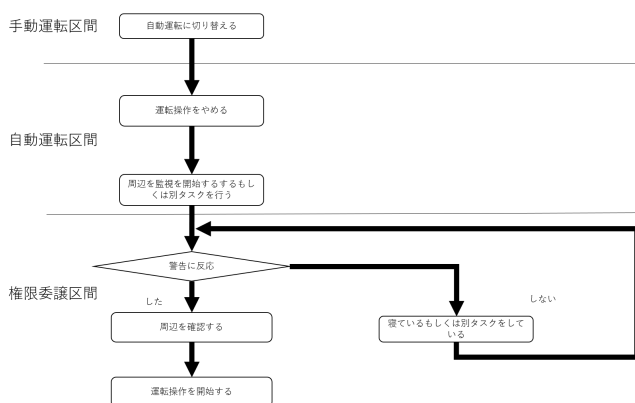 手動運転区間
自動運転に切り替える
運転操作をやめる
自動運転区間
周辺を監視を開始するするもし
くは別タスクを行う
警告に反応
権限委譲区間
した
しない
周辺を確認する
寝ているもしくは別タスクをして
いる
運転操作を開始する